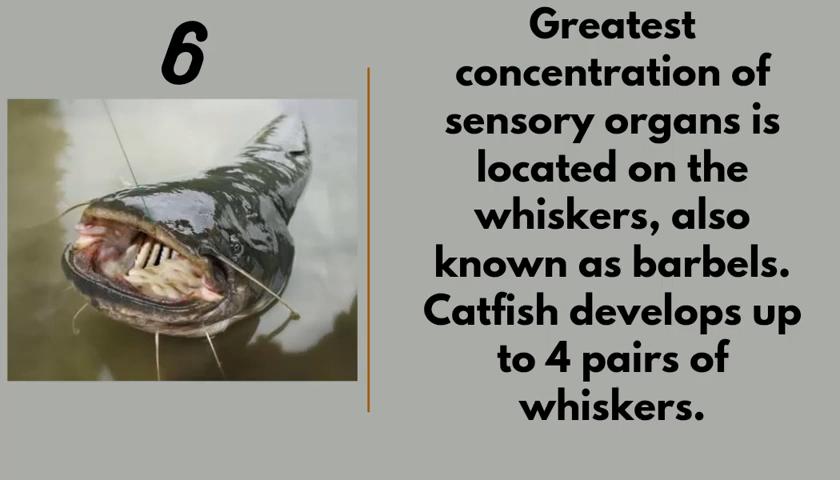 6
Greatest
concentration of
sensory organs is
located on the
whiskers, also
known as barbels.
Catfish develops up
to 4 pairs of
whiskers.